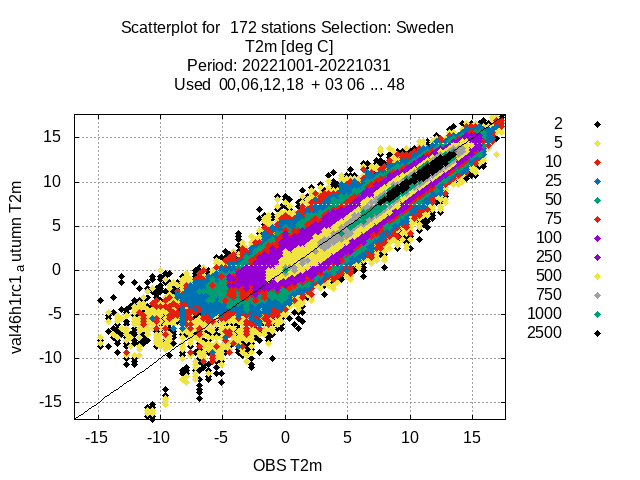 Scatterplot for 172 stations Selection: Sweden
T2m [deg C]
Period: 20221001-20221031
Used 00,06,12,18 + 03 06 ... 48
val46h1rc1 a utumn T2m
15
10
5
0
-5
-10
-15
-15 -10 -5 0 5 10 15
OBS T2m
2
5
10
25
50
75
100
250
500
750
1000
2500